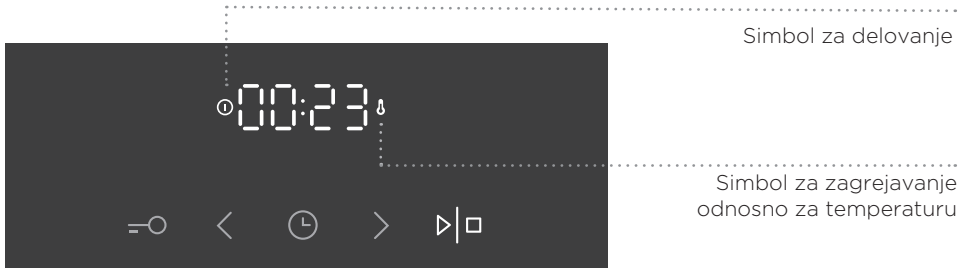 Simbol za delovanje
00:23
Simbol za zagrejavanje
odnosno za temperaturu